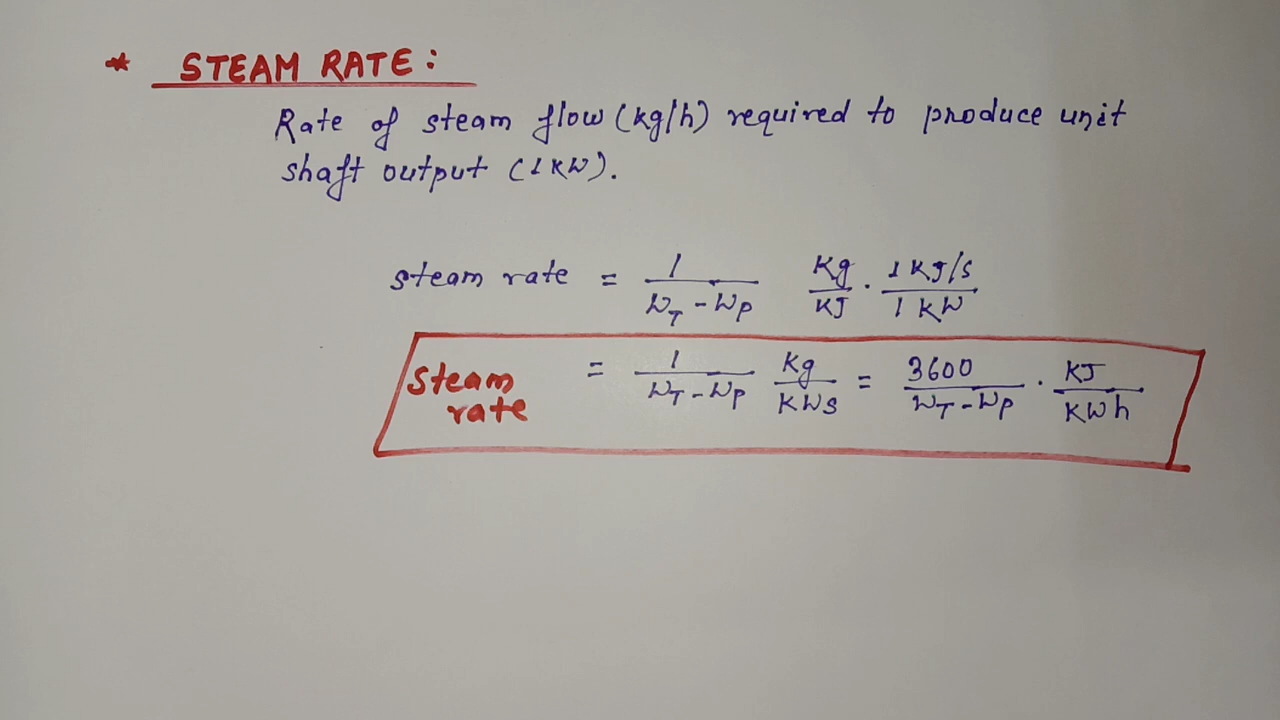 * STEAM RATE:
Rate of steam flow (kg/h) required to produce unit
shaft output (1 KW).
steam rate = 1/(WT - WP) Kg/KJ · 1 KJ/s / 1 KW
Steam rate = 1/(WT - WP) Kg/KWs = 3600/(WT - WP) · KJ/KWh